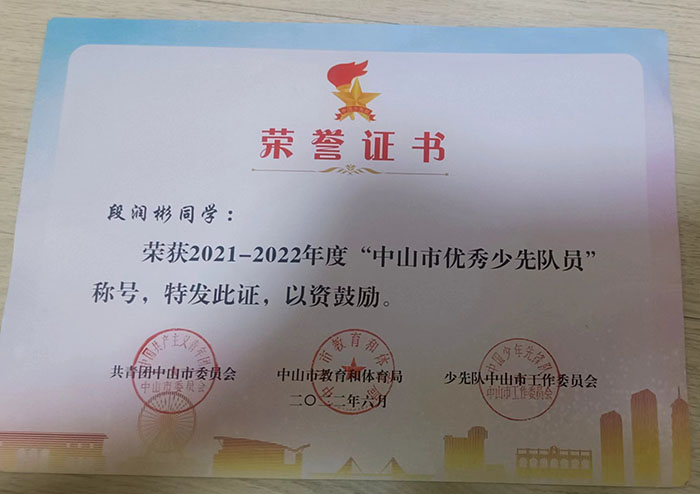 荣誉证书
段润彬同学：
荣获2021-2022年度“中山市优秀少先队员”
称号，特发此证，以资鼓励。
共青团中山市委员会
中山市教育和体育局
少先队中山市工作委员会
二〇二二年六月
中国共产主义青年团
中山市委员会
中山市教育和体育局
中国少年先锋队
中山市工作委员会